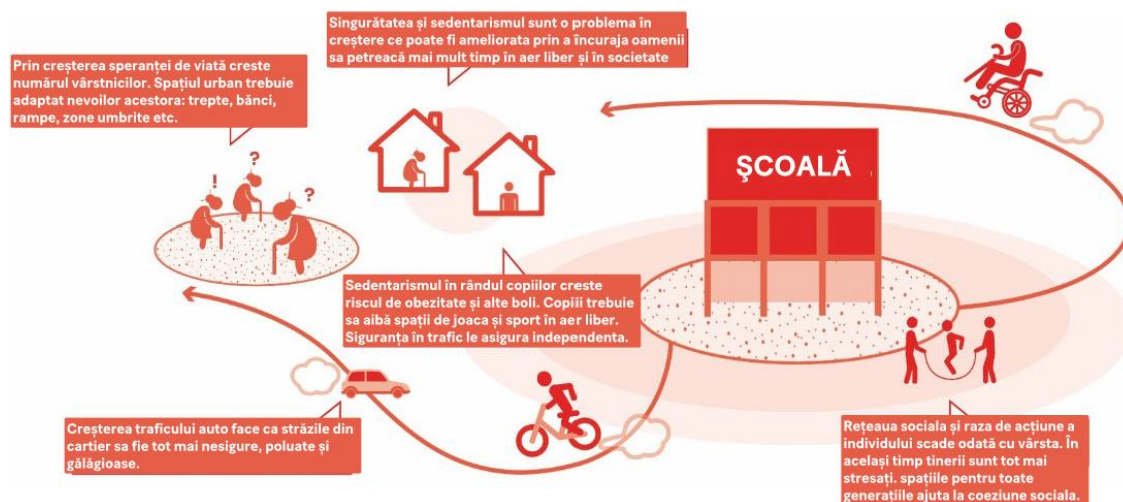 Singurătatea și sedentarismul sunt o problema în
creștere ce poate fi ameliorata prin a încuraja oamenii
sa petreacă mai mult timp în aer liber și în societate
Prin creșterea speranței de viată creste
numărul vârstnicilor. Spațiul urban trebuie
adaptat nevoilor acestora: trepte, bănci,
rampe, zone umbrite etc.
?
!
?
ŞCOALĂ
Sedentarismul în rândul copiilor creste
riscul de obezitate și alte boli. Copiii trebuie
sa aibă spații de joaca și sport în aer liber.
Siguranța în trafic le asigura independenta.
Creșterea traficului auto face ca străzile din
cartier sa fie tot mai nesigure, poluate și
gălăgioase.
Rețeaua sociala și raza de acțiune a
individului scade odată cu vârsta. În
același timp tinerii sunt tot mai
stresați. spațiile pentru toate
generațiile ajuta la coeziune sociala.